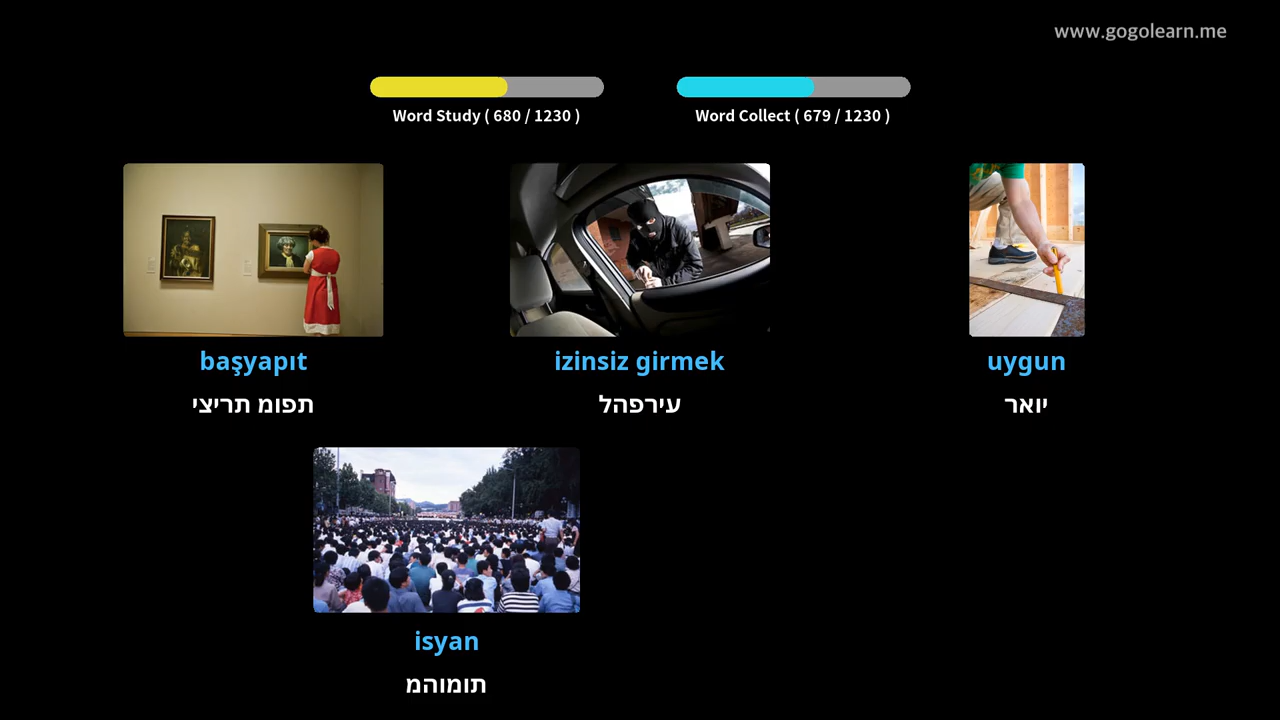 www.gogolearn.me
Word Study ( 680 / 1230 )
Word Collect ( 679 / 1230 )
başyapıt
תפומ תריצי
izinsiz girmek
עירפהל
uygun
יואר
isyan
תומוהמ